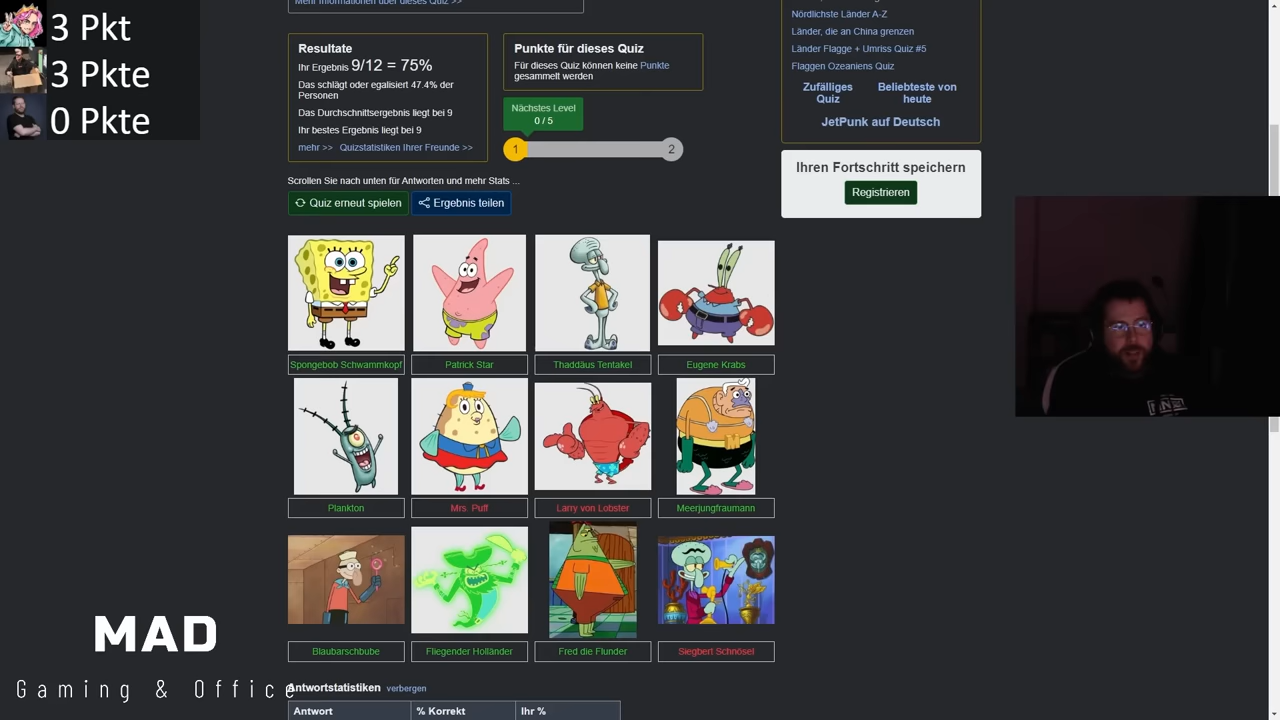 3 Pkt
3 Pkte
0 Pkte
Mehr Informationen über dieses Quiz >>
Resultate
Ihr Ergebnis 9/12 = 75%
Das schlägt oder egalisiert 47.4% der
Personen
Das Durchschnittsergebnis liegt bei 9
Ihr bestes Ergebnis liegt bei 9
mehr >> Quizstatistiken Ihrer Freunde >>
Punkte für dieses Quiz
Für dieses Quiz können keine Punkte
gesammelt werden
Nächstes Level
0 / 5
1
2
Scrollen Sie nach unten für Antworten und mehr Stats ...
Quiz erneut spielen
Ergebnis teilen
Nördlichste Länder A-Z
Länder, die an China grenzen
Länder Flagge + Umriss Quiz #5
Flaggen Ozeaniens Quiz
Zufälliges
Quiz
Beliebteste von
heute
JetPunk auf Deutsch
Ihren Fortschritt speichern
Registrieren
Spongebob Schwammkopf
Patrick Star
Thaddäus Tentakel
Eugene Krabs
Plankton
Mrs. Puff
Larry von Lobster
Meerjungfraumann
Blaubarschbube
Fliegender Holländer
Fred die Flunder
Siegbert Schnösel
MAD
Gaming & Office
Antwortstatistiken verbergen
Antwort % Korrekt Ihr %